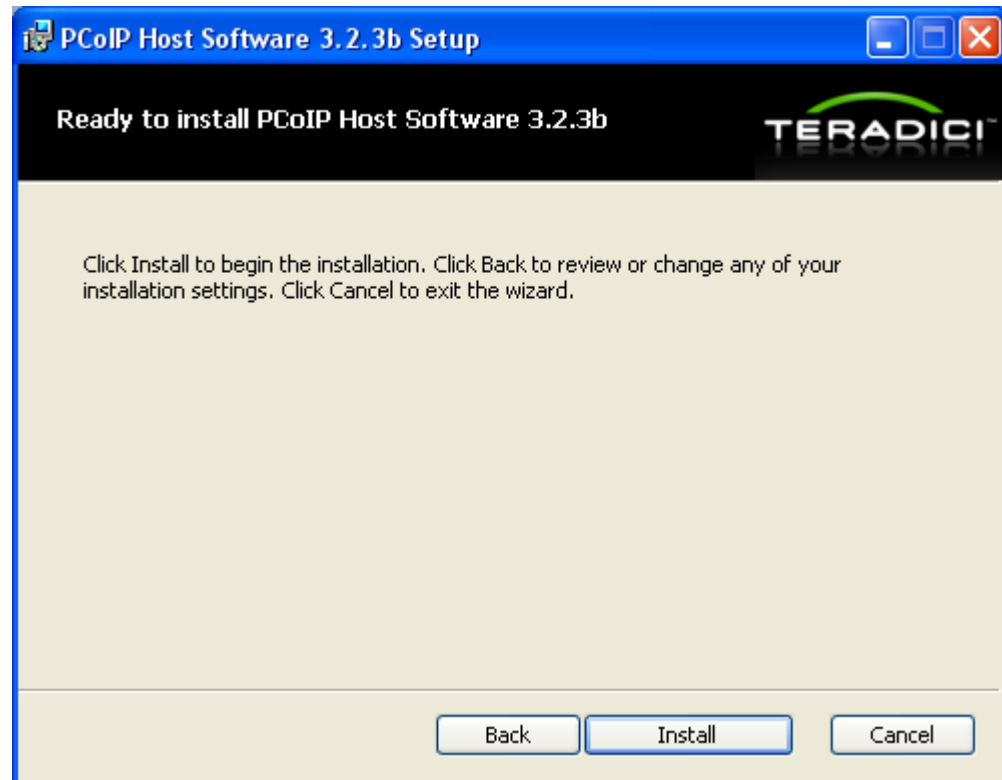 PCoIP Host Software 3.2.3b Setup
Ready to install PCoIP Host Software 3.2.3b
TERADICI™
Click Install to begin the installation. Click Back to review or change any of your
installation settings. Click Cancel to exit the wizard.
Back Install Cancel